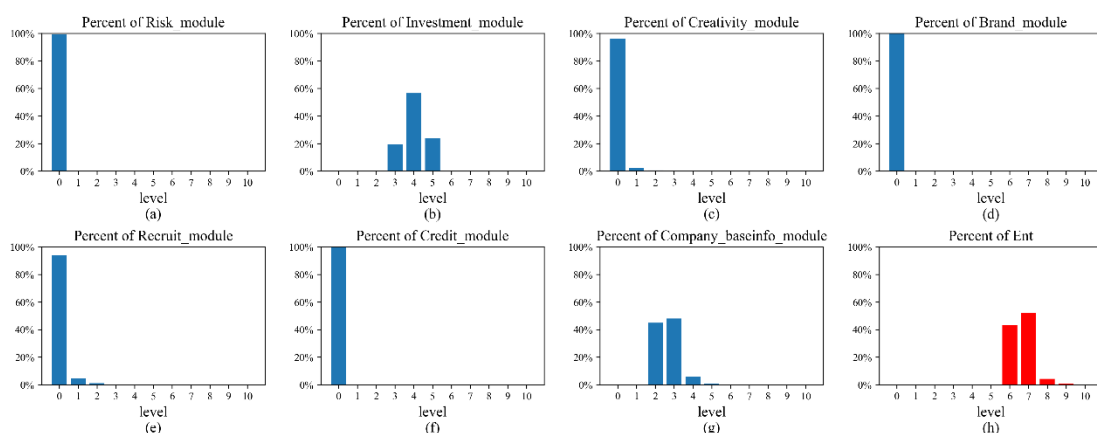 Percent of Risk_module
100%
80%
60%
40%
20%
0%
0 1 2 3 4 5 6 7 8 9 10
level
(a)
Percent of Investment_module
100%
80%
60%
40%
20%
0%
0 1 2 3 4 5 6 7 8 9 10
level
(b)
Percent of Creativity_module
100%
80%
60%
40%
20%
0%
0 1 2 3 4 5 6 7 8 9 10
level
(c)
Percent of Brand_module
100%
80%
60%
40%
20%
0%
0 1 2 3 4 5 6 7 8 9 10
level
(d)
Percent of Recruit_module
100%
80%
60%
40%
20%
0%
0 1 2 3 4 5 6 7 8 9 10
level
(e)
Percent of Credit_module
100%
80%
60%
40%
20%
0%
0 1 2 3 4 5 6 7 8 9 10
level
(f)
Percent of Company_baseinfo_module
100%
80%
60%
40%
20%
0%
0 1 2 3 4 5 6 7 8 9 10
level
(g)
Percent of Ent
100%
80%
60%
40%
20%
0%
0 1 2 3 4 5 6 7 8 9 10
level
(h)